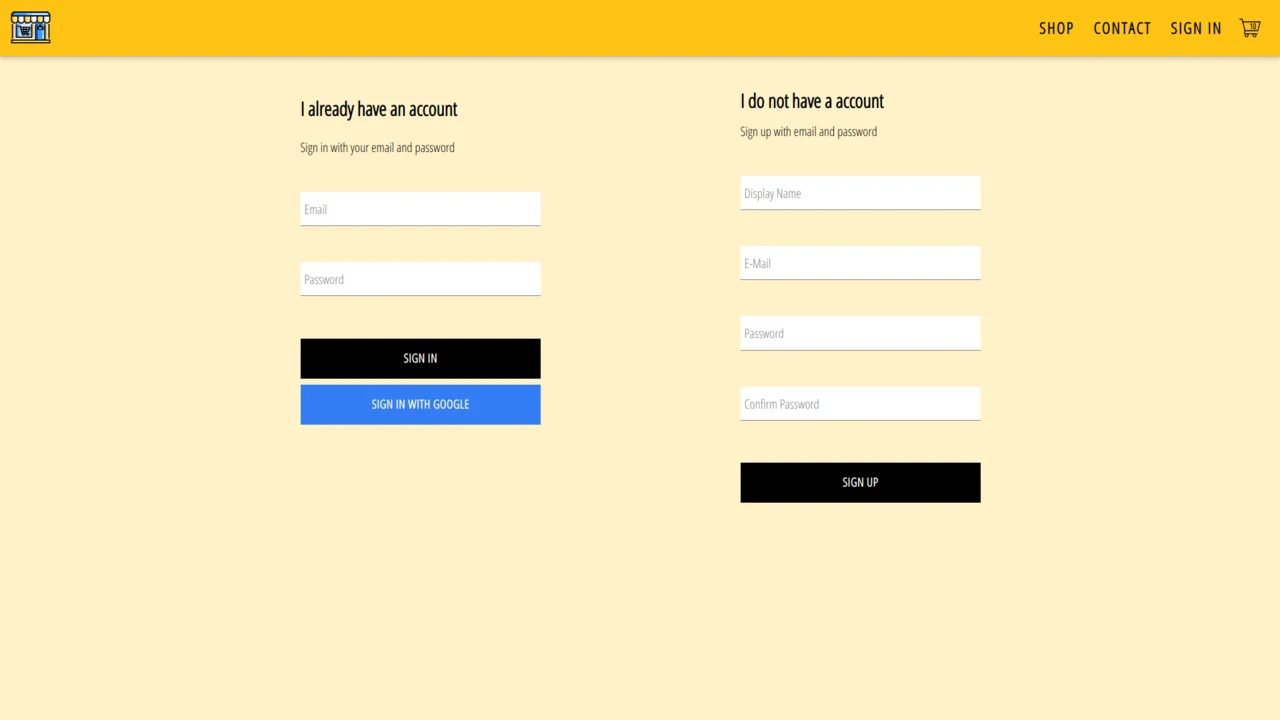 SHOP CONTACT SIGN IN 10
I already have an account
Sign in with your email and password
Email
Password
SIGN IN
SIGN IN WITH GOOGLE
I do not have a account
Sign up with email and password
Display Name
E-Mail
Password
Confirm Password
SIGN UP